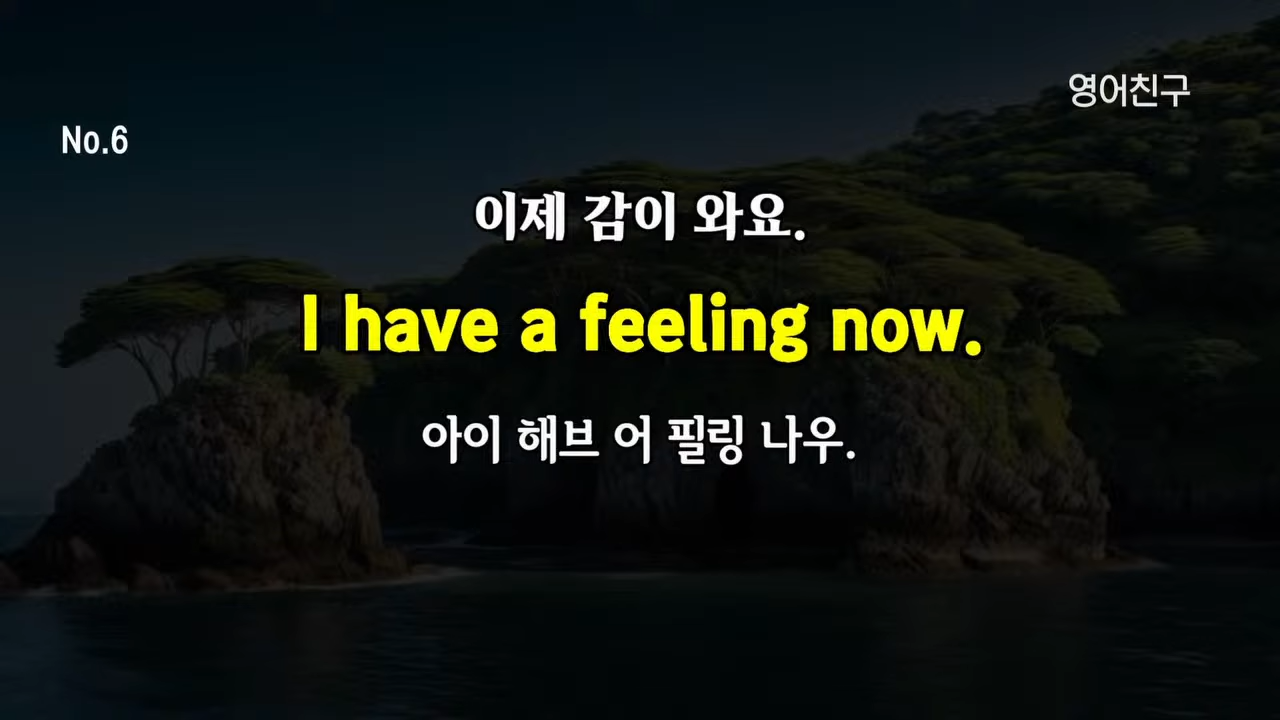 영어친구
No.6
이제 감이 와요.
I have a feeling now.
아이 해브 어 필링 나우.